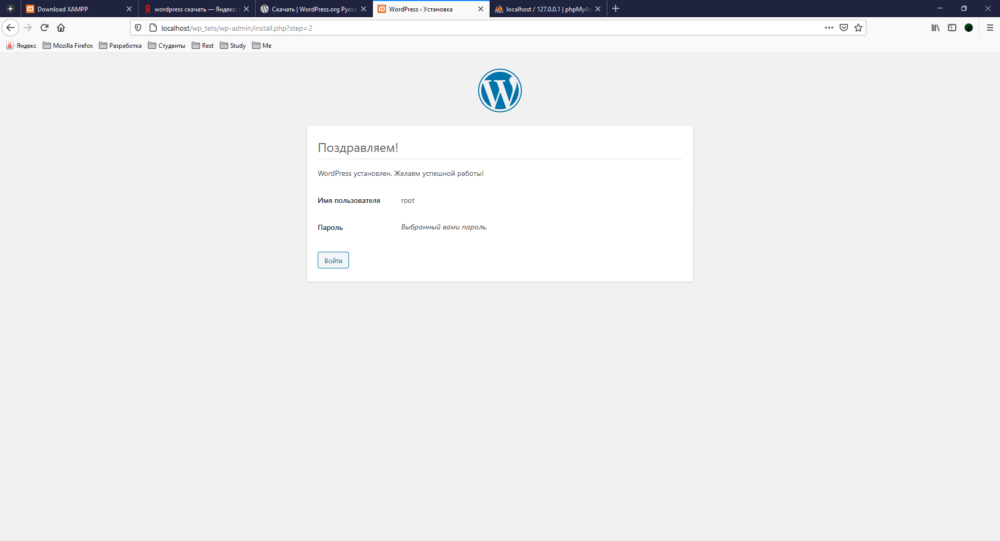 Download XAMPP
wordpress скачать — Яндекс:
Скачать | WordPress.org Русск
WordPress › Установка
localhost / 127.0.0.1 | phpMyAd
localhost/wp_tets/wp-admin/install.php?step=2
Яндекс
Mozilla Firefox
Разработка
Студенты
Rest
Study
Me
Поздравляем!
WordPress установлен. Желаем успешной работы!
Имя пользователя
root
Пароль
Выбранный вами пароль.
Войти